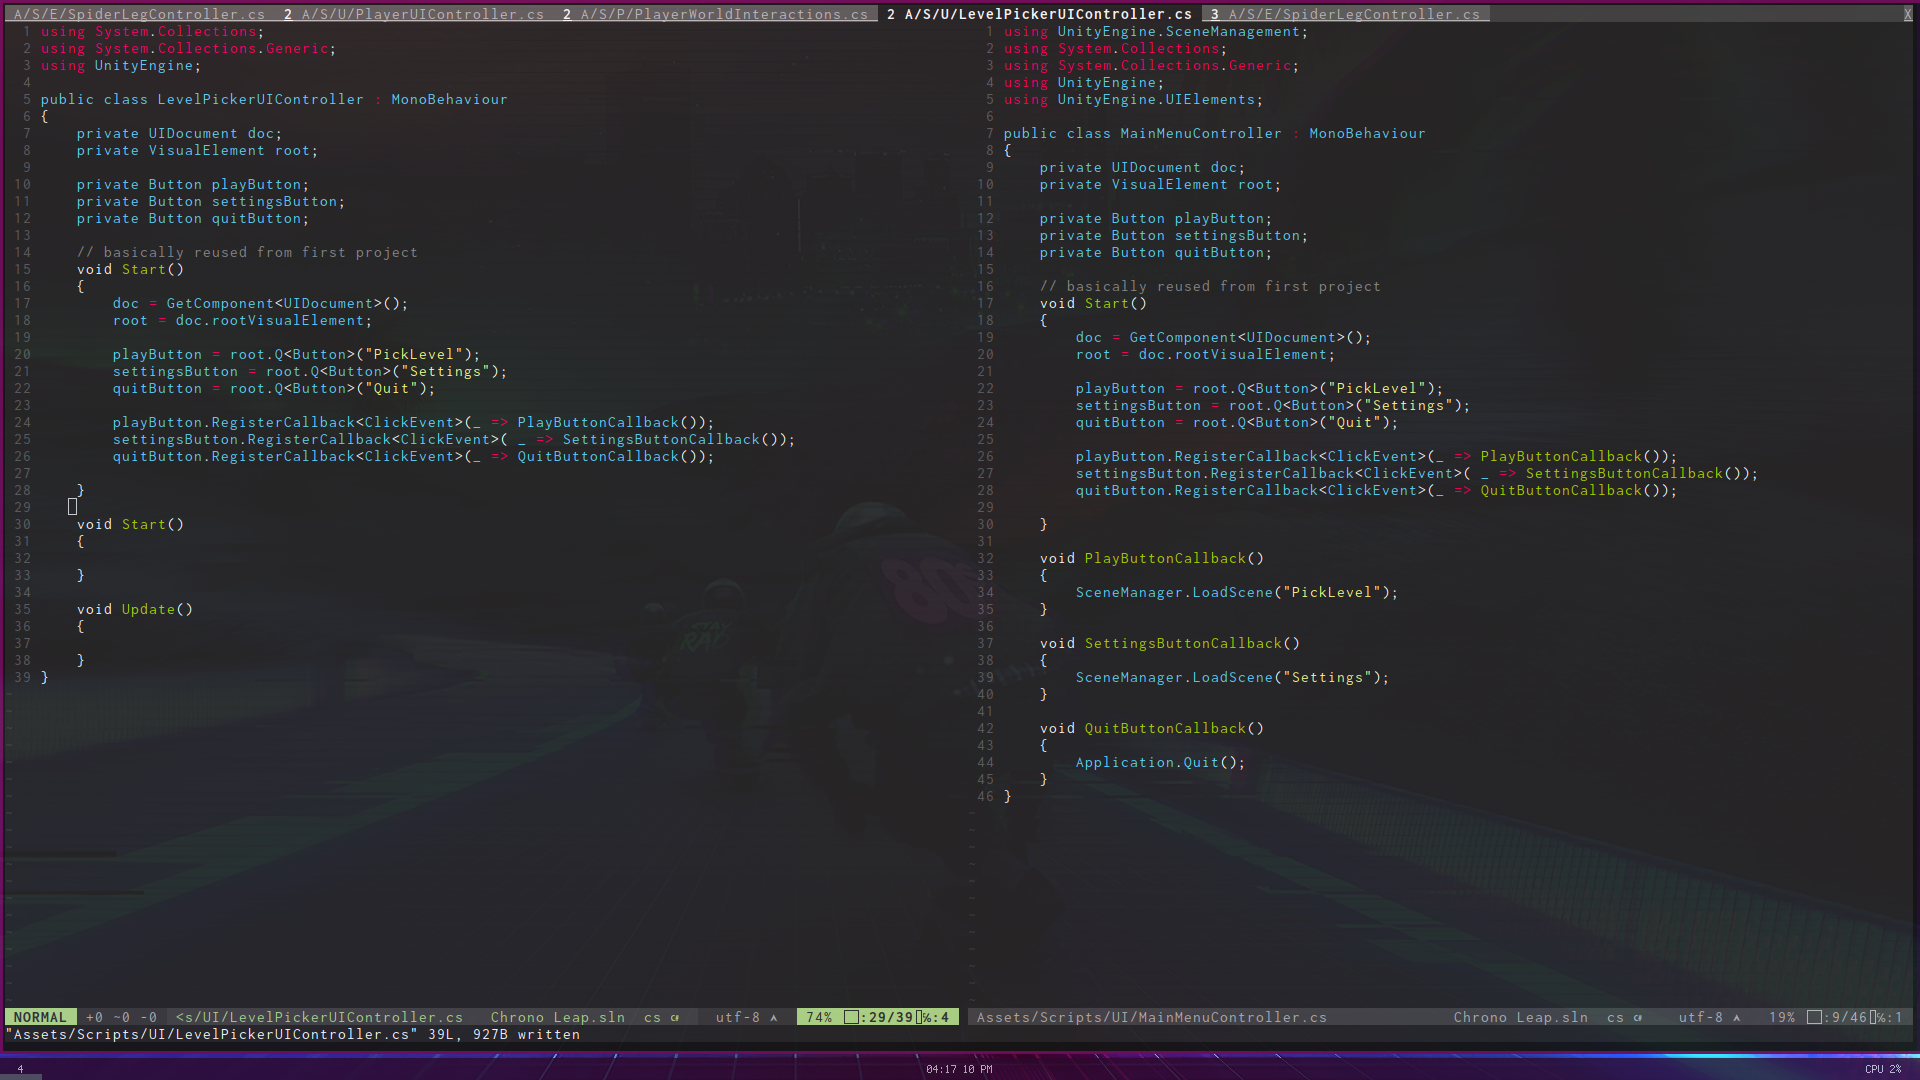 A/S/E/SpiderLegController.cs 2 A/S/U/PlayerUIController.cs 2 A/S/P/PlayerWorldInteractions.cs 2 A/S/U/LevelPickerUIController.cs 3 A/S/E/SpiderLegController.cs X
1 using System.Collections;
2 using System.Collections.Generic;
3 using UnityEngine;
4
5 public class LevelPickerUIController : MonoBehaviour
6 {
7     private UIDocument doc;
8     private VisualElement root;
9
10     private Button playButton;
11     private Button settingsButton;
12     private Button quitButton;
13
14     // basically reused from first project
15     void Start()
16     {
17         doc = GetComponent<UIDocument>();
18         root = doc.rootVisualElement;
19
20         playButton = root.Q<Button>("PickLevel");
21         settingsButton = root.Q<Button>("Settings");
22         quitButton = root.Q<Button>("Quit");
23
24         playButton.RegisterCallback<ClickEvent>(_ => PlayButtonCallback());
25         settingsButton.RegisterCallback<ClickEvent>( _ => SettingsButtonCallback());
26         quitButton.RegisterCallback<ClickEvent>(_ => QuitButtonCallback());
27
28     }
29
30     void Start()
31     {
32
33     }
34
35     void Update()
36     {
37
38     }
39 }
NORMAL +0 ~0 -0 <s/UI/LevelPickerUIController.cs Chrono Leap.sln cs utf-8 74% :29/39 %:4
"Assets/Scripts/UI/LevelPickerUIController.cs" 39L, 927B written
1 using UnityEngine.SceneManagement;
2 using System.Collections;
3 using System.Collections.Generic;
4 using UnityEngine;
5 using UnityEngine.UIElements;
6
7 public class MainMenuController : MonoBehaviour
8 {
9     private UIDocument doc;
10     private VisualElement root;
11
12     private Button playButton;
13     private Button settingsButton;
14     private Button quitButton;
15
16     // basically reused from first project
17     void Start()
18     {
19         doc = GetComponent<UIDocument>();
20         root = doc.rootVisualElement;
21
22         playButton = root.Q<Button>("PickLevel");
23         settingsButton = root.Q<Button>("Settings");
24         quitButton = root.Q<Button>("Quit");
25
26         playButton.RegisterCallback<ClickEvent>(_ => PlayButtonCallback());
27         settingsButton.RegisterCallback<ClickEvent>( _ => SettingsButtonCallback());
28         quitButton.RegisterCallback<ClickEvent>(_ => QuitButtonCallback());
29
30     }
31
32     void PlayButtonCallback()
33     {
34         SceneManager.LoadScene("PickLevel");
35     }
36
37     void SettingsButtonCallback()
38     {
39         SceneManager.LoadScene("Settings");
40     }
41
42     void QuitButtonCallback()
43     {
44         Application.Quit();
45     }
46 }
Assets/Scripts/UI/MainMenuController.cs Chrono Leap.sln cs utf-8 19% :9/46 %:1
4 04:17 10 PM CPU 2%